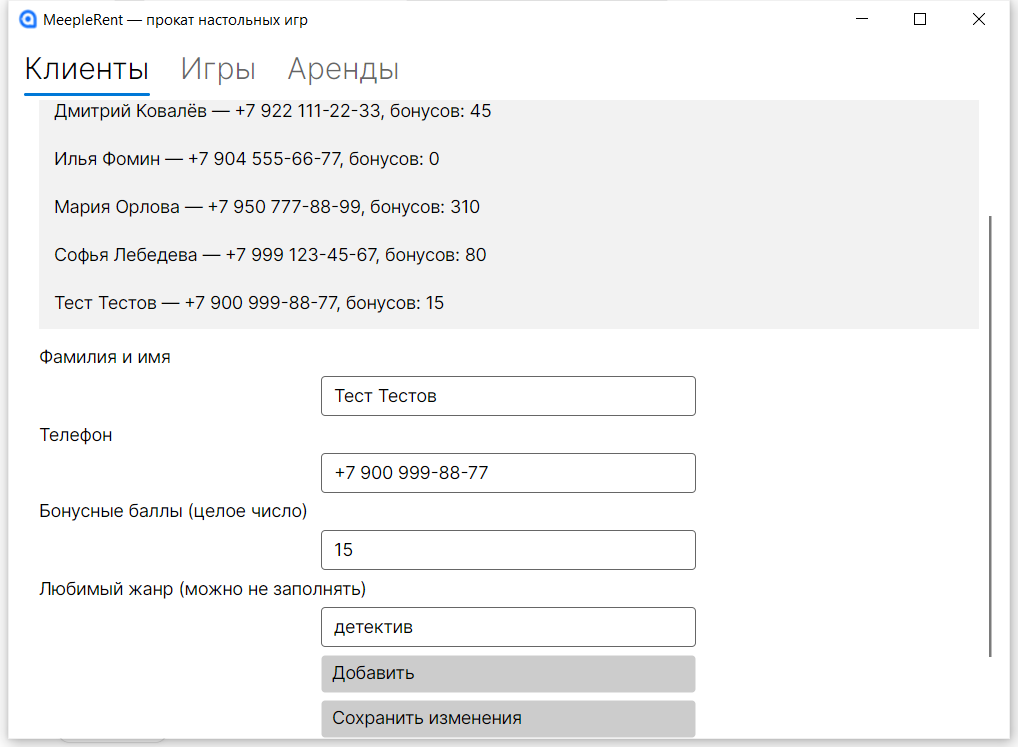 MeepleRent — прокат настольных игр
Клиенты Игры Аренды
Дмитрий Ковалёв — +7 922 111-22-33, бонусов: 45
Илья Фомин — +7 904 555-66-77, бонусов: 0
Мария Орлова — +7 950 777-88-99, бонусов: 310
Софья Лебедева — +7 999 123-45-67, бонусов: 80
Тест Тестов — +7 900 999-88-77, бонусов: 15
Фамилия и имя
Тест Тестов
Телефон
+7 900 999-88-77
Бонусные баллы (целое число)
15
Любимый жанр (можно не заполнять)
детектив
Добавить
Сохранить изменения